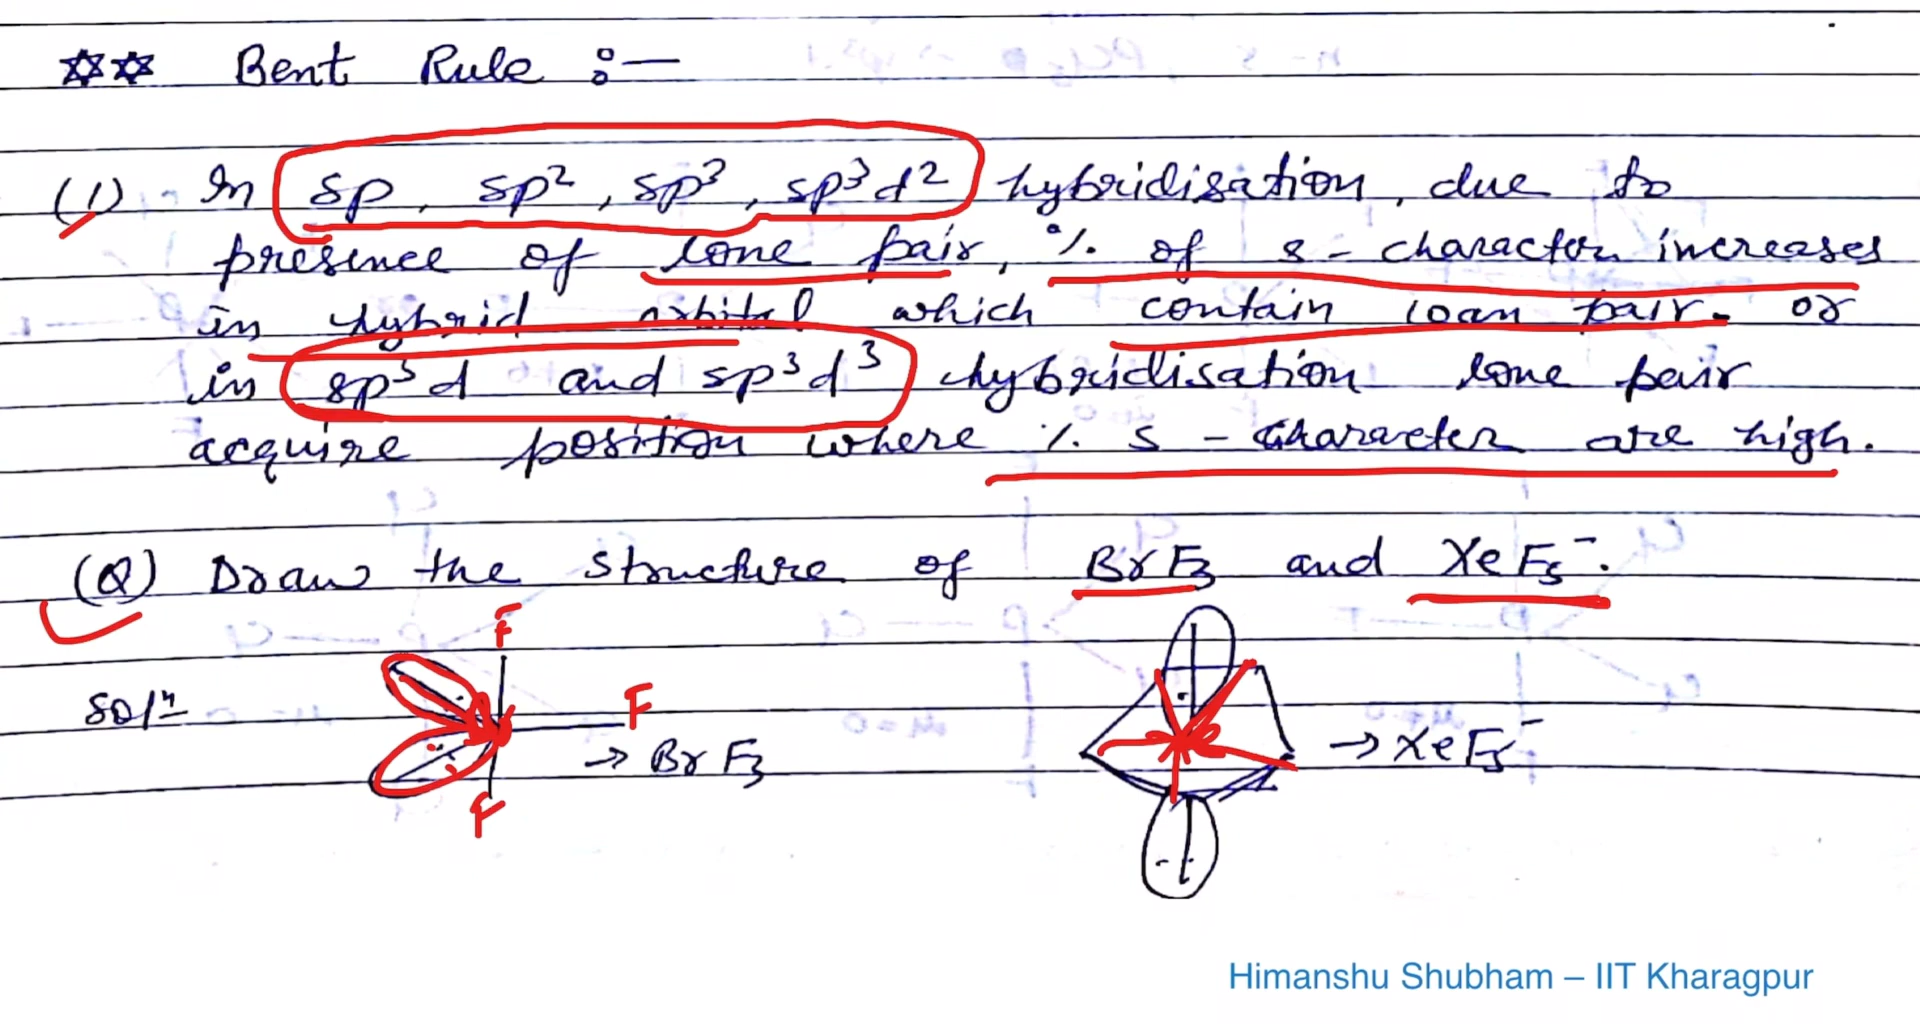 ** Bent Rule :—
(1) In sp, sp², sp³, sp³d² hybridisation, due to
presence of lone pair, % of s-character increases
in hybrid orbital which contain loan pair. or
in sp³d and sp³d³ hybridisation lone pair
acquire position where % s-character are high.
(Q) Draw the structure of BrF₃ and XeF₅⁻.
Solⁿ
F
F
F
→ BrF₃
→ XeF₅⁻
Himanshu Shubham – IIT Kharagpur